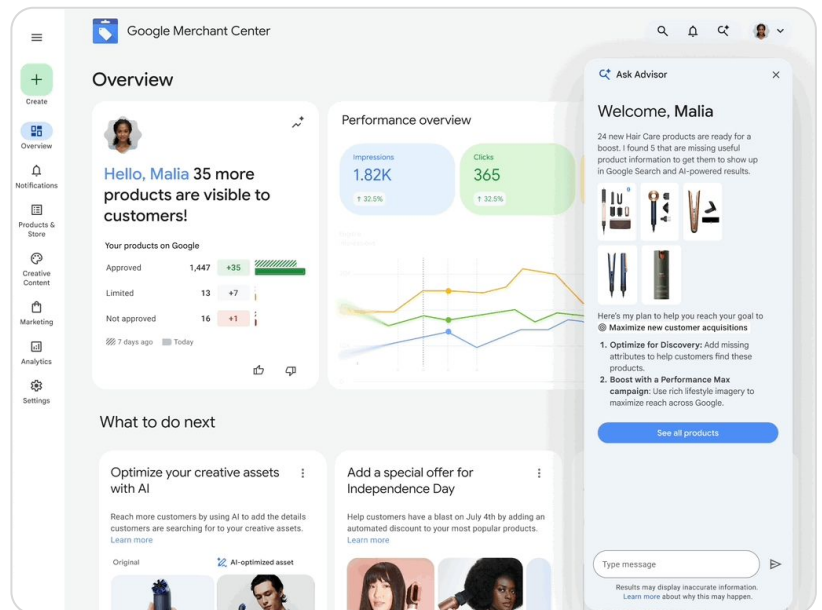 Google Merchant Center
Create
Overview
Notifications
Products &
Store
Creative
Content
Marketing
Analytics
Settings
Overview
Hello, Malia 35 more
products are visible to
customers!
Your products on Google
Approved 1,447 +35
Limited 13 +7
Not approved 16 +1
7 days ago Today
Performance overview
Impressions
1.82K
↑ 32.5%
Clicks
365
↑ 32.5%
What to do next
Optimize your creative assets
with AI
Reach more customers by using AI to add the details
customers are searching for to your creative assets.
Learn more
Original AI-optimized asset
Add a special offer for
Independence Day
Help customers have a blast on July 4th by adding an
automated discount to your most popular products.
Learn more
Ask Advisor
Welcome, Malia
24 new Hair Care products are ready for a
boost. I found 5 that are missing useful
product information to get them to show up
in Google Search and AI-powered results.
Here's my plan to help you reach your goal to
Maximize new customer acquisitions
1. Optimize for Discovery: Add missing
attributes to help customers find these
products.
2. Boost with a Performance Max
campaign: Use rich lifestyle imagery to
maximize reach across Google.
See all products
Type message
Results may display inaccurate information.
Learn more about why this may happen.